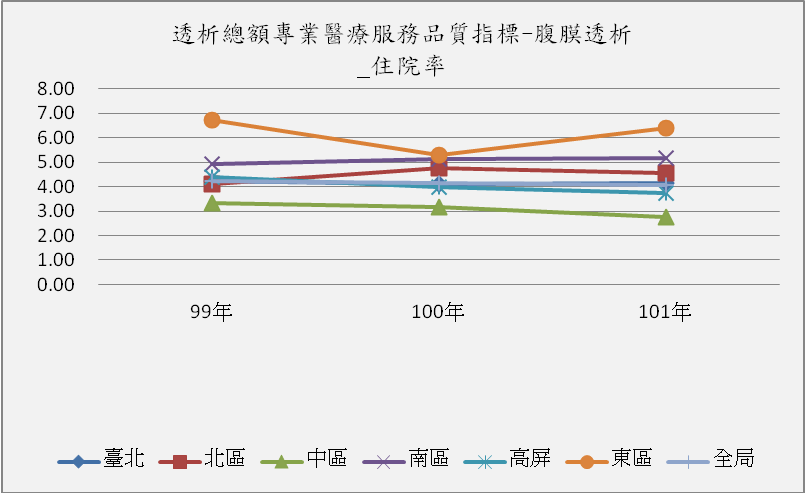 透析總額專業醫療服務品質指標-腹膜透析
_住院率
8.00
7.00
6.00
5.00
4.00
3.00
2.00
1.00
0.00
99年 100年 101年
臺北 北區 中區 南區 高屏 東區 全局